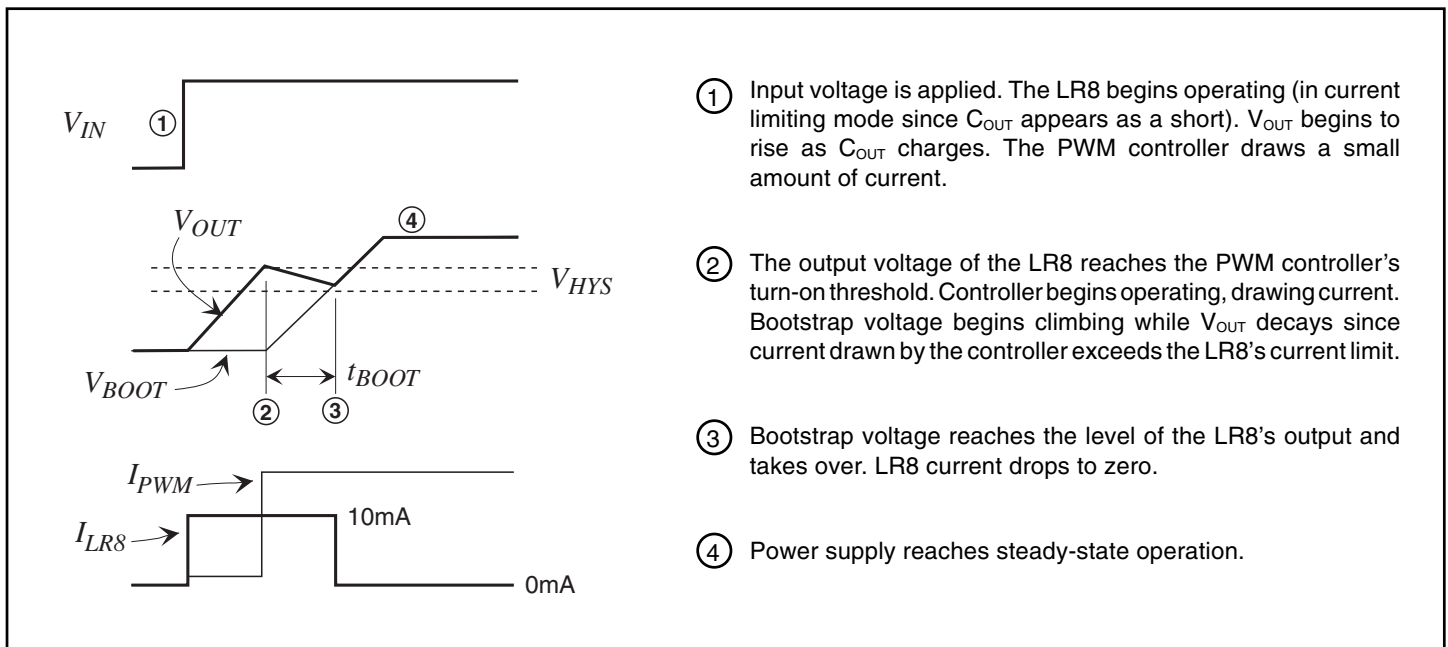 V_IN
①
V_OUT
④
V_HYS
V_BOOT
t_BOOT
② ③
I_PWM
I_LR8
10mA
0mA
① Input voltage is applied. The LR8 begins operating (in current
limiting mode since C_OUT appears as a short). V_OUT begins to
rise as C_OUT charges. The PWM controller draws a small
amount of current.
② The output voltage of the LR8 reaches the PWM controller's
turn-on threshold. Controller begins operating, drawing current.
Bootstrap voltage begins climbing while V_OUT decays since
current drawn by the controller exceeds the LR8's current limit.
③ Bootstrap voltage reaches the level of the LR8's output and
takes over. LR8 current drops to zero.
④ Power supply reaches steady-state operation.